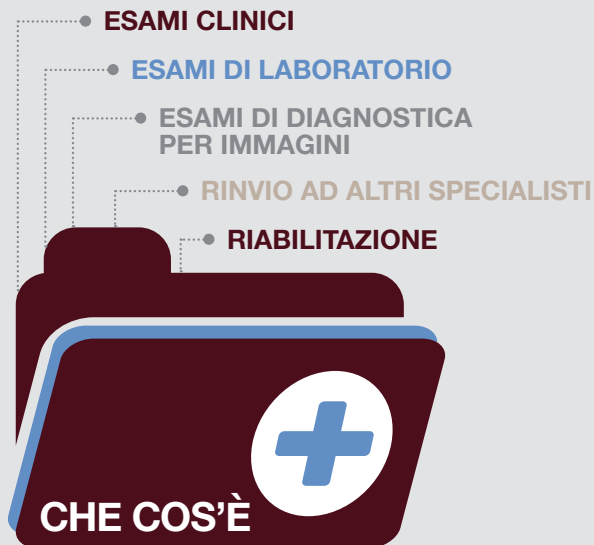 ESAMI CLINICI
ESAMI DI LABORATORIO
ESAMI DI DIAGNOSTICA
PER IMMAGINI
RINVIO AD ALTRI SPECIALISTI
RIABILITAZIONE
CHE COS'È